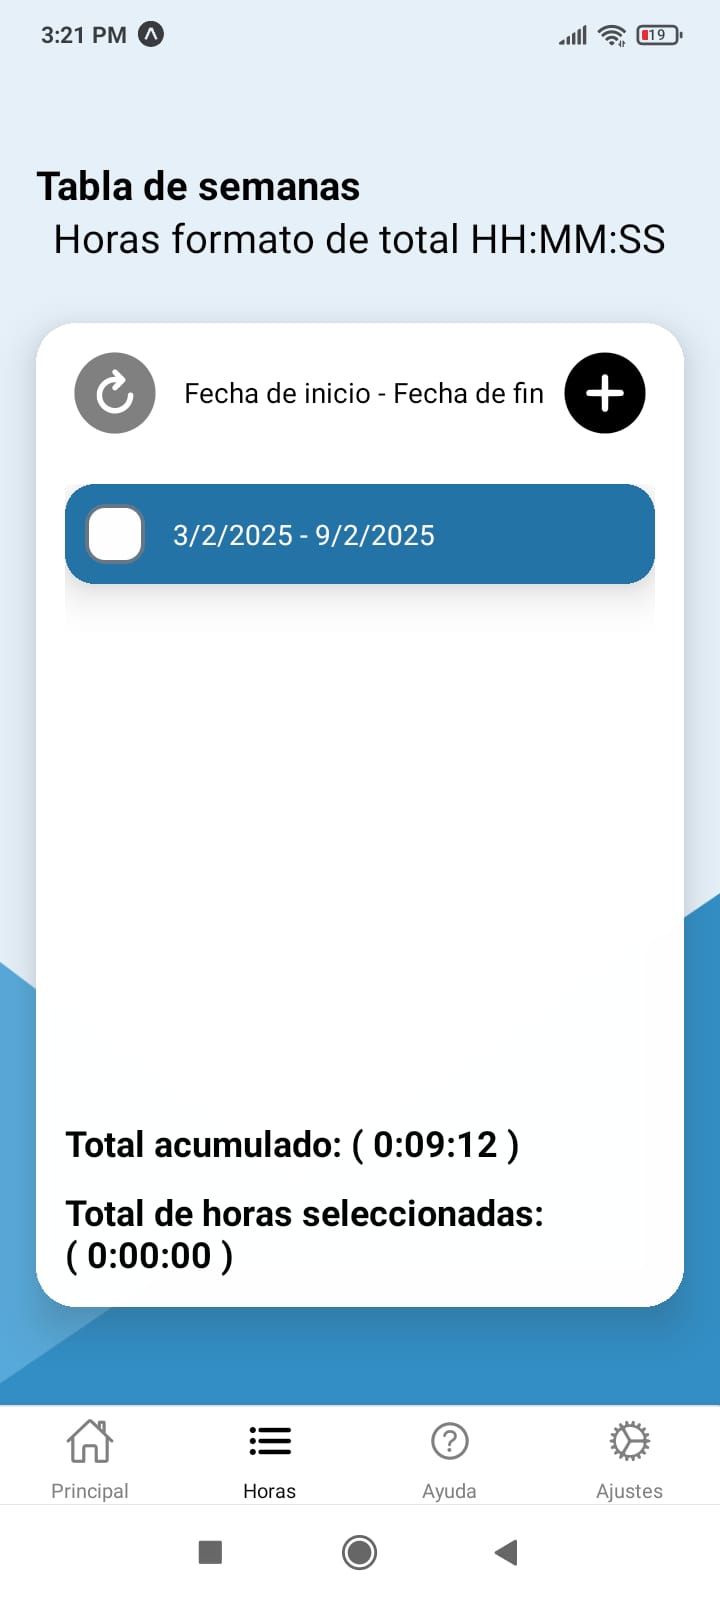 3:21 PM
19
Tabla de semanas
Horas formato de total HH:MM:SS
Fecha de inicio - Fecha de fin
3/2/2025 - 9/2/2025
Total acumulado: ( 0:09:12 )
Total de horas seleccionadas:
( 0:00:00 )
Principal
Horas
Ayuda
Ajustes